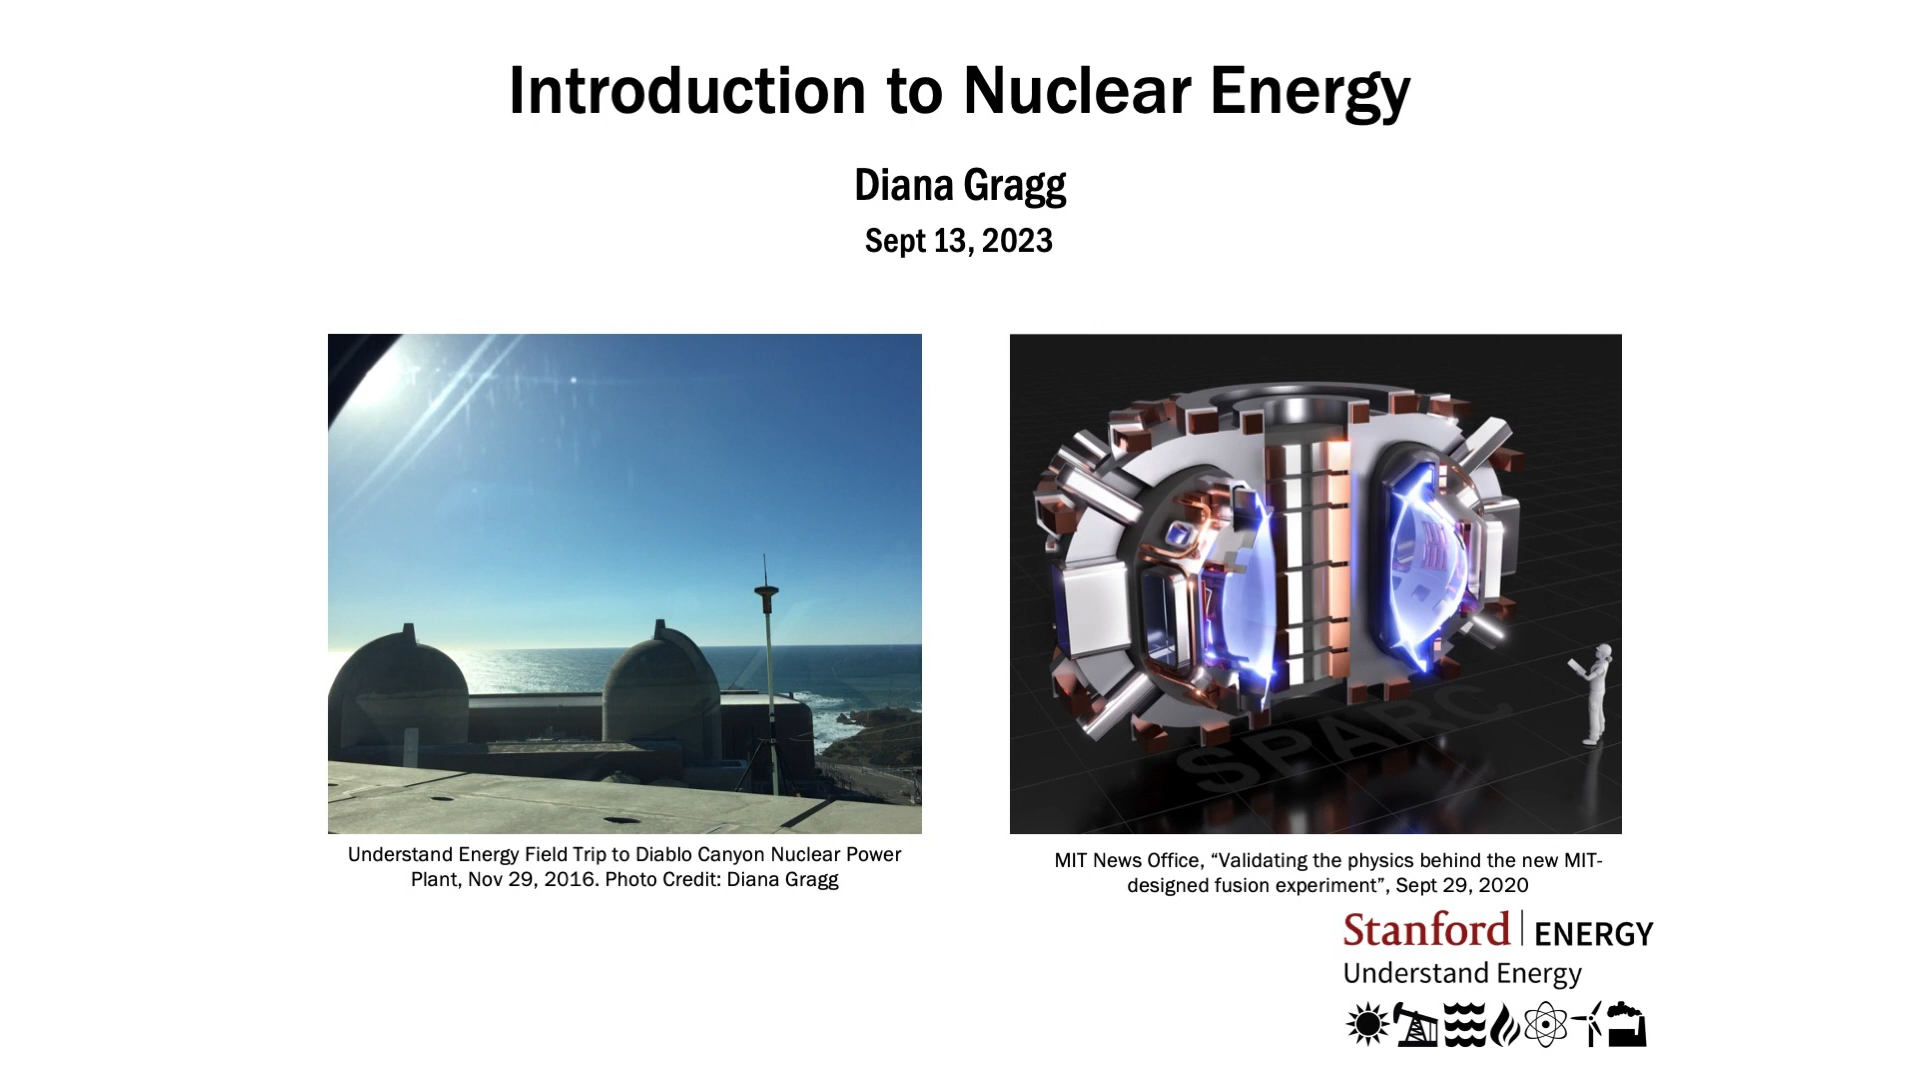 Introduction to Nuclear Energy
Diana Gragg
Sept 13, 2023
SPARC
Understand Energy Field Trip to Diablo Canyon Nuclear Power
Plant, Nov 29, 2016. Photo Credit: Diana Gragg
MIT News Office, “Validating the physics behind the new MIT-
designed fusion experiment”, Sept 29, 2020
Stanford | ENERGY
Understand Energy